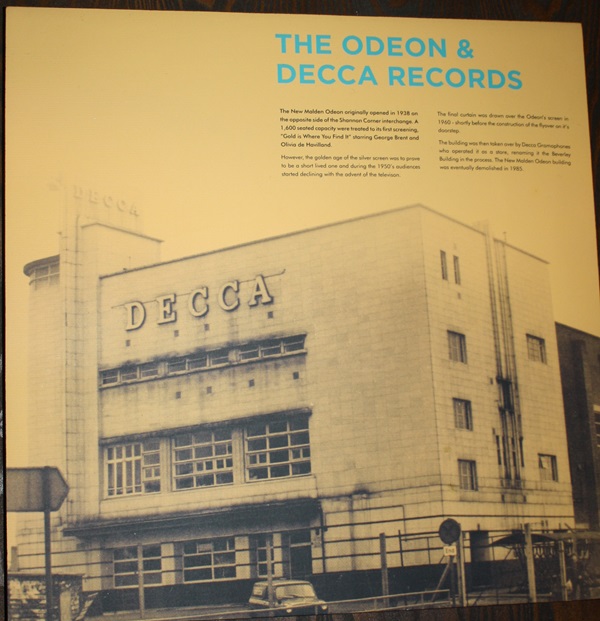 THE ODEON &
DECCA RECORDS
The New Malden Odeon originally opened in 1938 on
the opposite side of the Shannon Corner interchange. A
1,600 seated capacity were treated to its first screening,
"Gold is Where You Find It" starring George Brent and
Olivia de Havilland.
However, the golden age of the silver screen was to prove
to be a short lived one and during the 1950's audiences
started declining with the advent of the televison.
The final curtain was drawn over the Odeon's screen in
1960 - shortly before the construction of the flyover on it's
doorstep.
The building was then taken over by Decca Gramophones
who operated it as a store, renaming it the Beverley
Building in the process. The New Malden Odeon building
was eventually demolished in 1985.
DECCA
DECCA